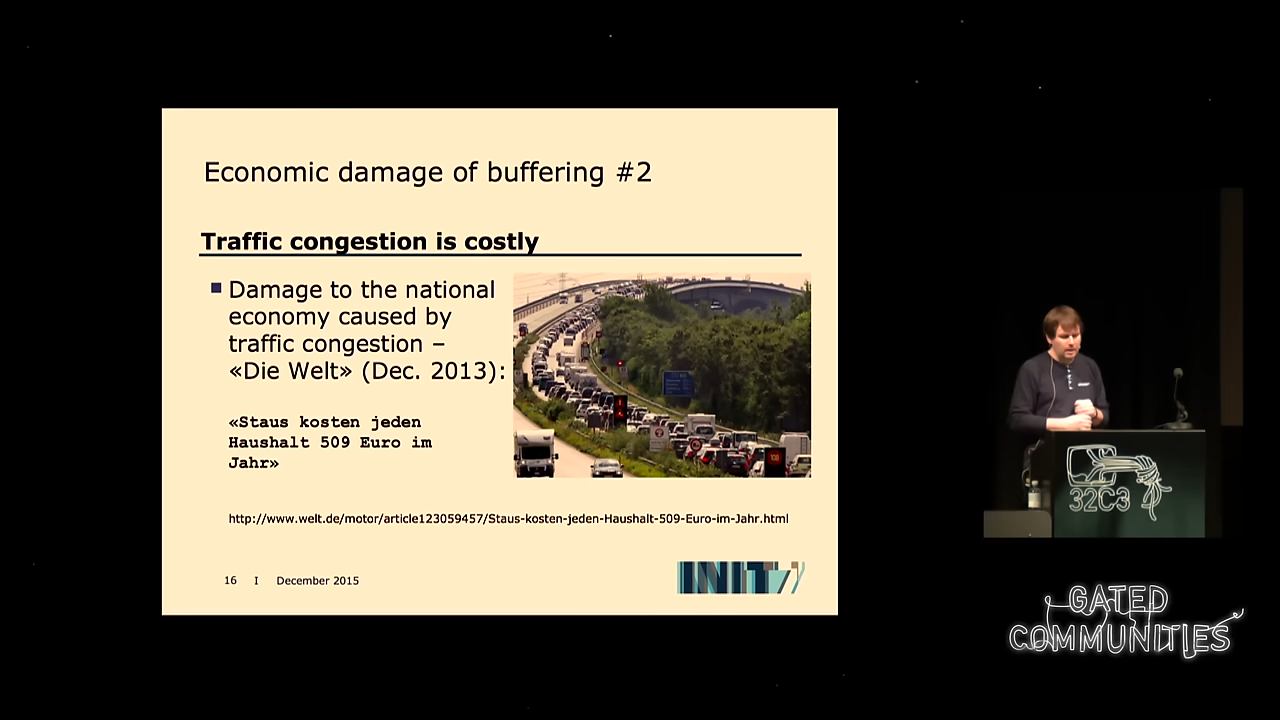 Economic damage of buffering #2
Traffic congestion is costly
Damage to the national
economy caused by
traffic congestion –
«Die Welt» (Dec. 2013):
«Staus kosten jeden
Haushalt 509 Euro im
Jahr»
http://www.welt.de/motor/article123059457/Staus-kosten-jeden-Haushalt-509-Euro-im-Jahr.html
16 I December 2015
INIT7
32C3
GATED
COMMUNITIES